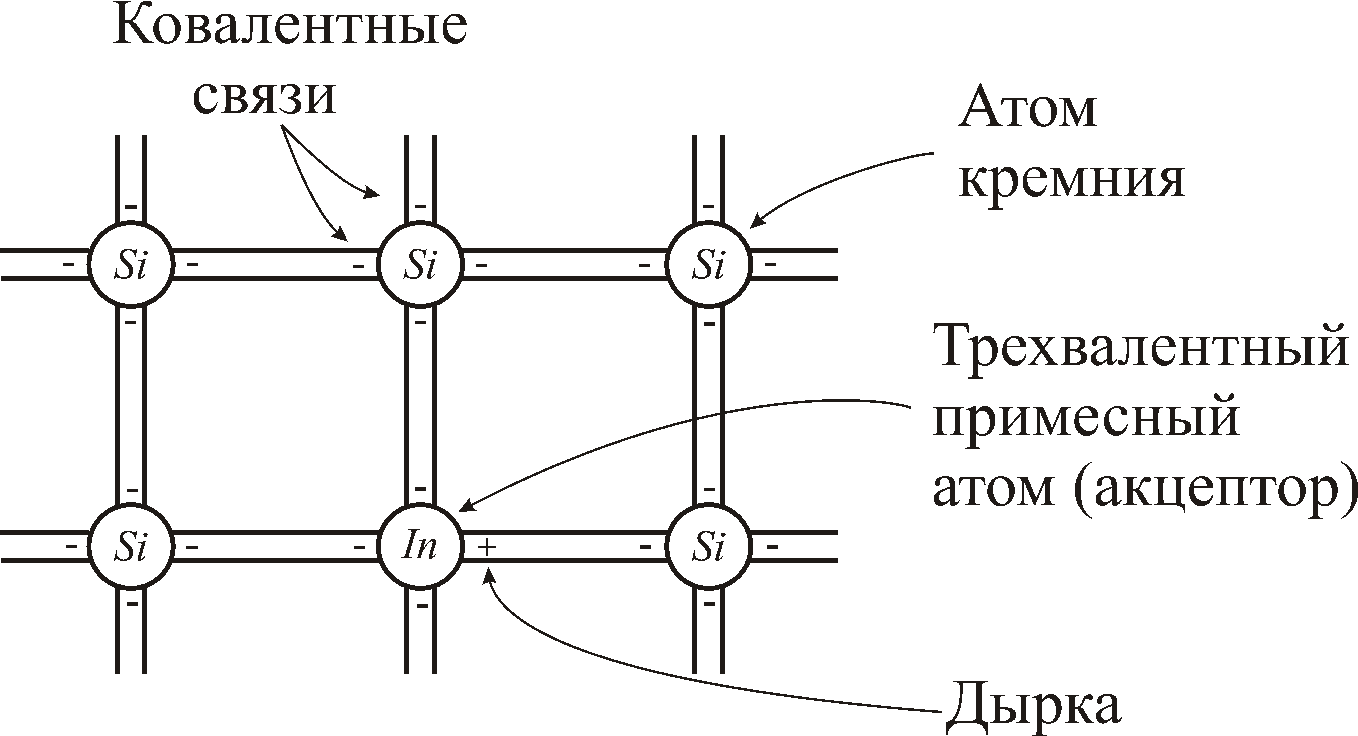 Ковалентные
связи
Атом
кремния
- - -
- Si - - Si - - Si -
- - -
Трехвалентный
примесный
атом (акцептор)
- - -
- Si - - In + - Si -
- - -
Дырка